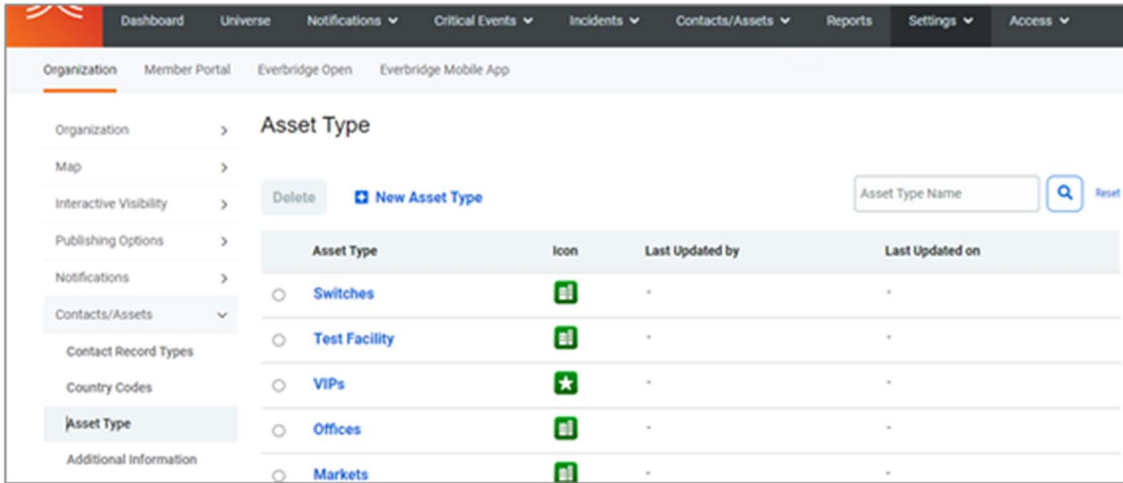 Dashboard Universe Notifications Critical Events Incidents Contacts/Assets Reports Settings Access
Organization Member Portal Everbridge Open Everbridge Mobile App
Organization
Map
Interactive Visibility
Publishing Options
Notifications
Contacts/Assets
Contact Record Types
Country Codes
Asset Type
Additional Information
Asset Type
Delete New Asset Type Asset Type Name Reset
Asset Type Icon Last Updated by Last Updated on
Switches - -
Test Facility - -
VIPs - -
Offices - -
Markets - -